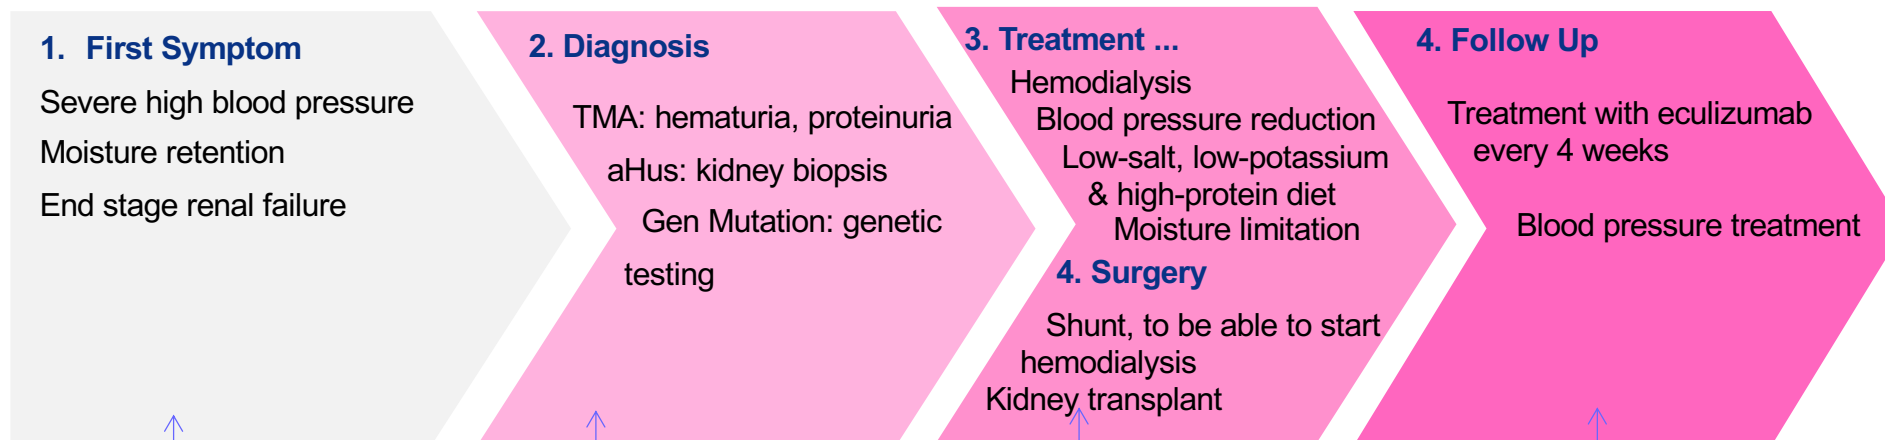 1. First Symptom
Severe high blood pressure
Moisture retention
End stage renal failure
2. Diagnosis
TMA: hematuria, proteinuria
aHus: kidney biopsis
Gen Mutation: genetic
testing
3. Treatment ...
Hemodialysis
Blood pressure reduction
Low-salt, low-potassium
& high-protein diet
Moisture limitation
4. Surgery
Shunt, to be able to start
hemodialysis
Kidney transplant
4. Follow Up
Treatment with eculizumab
every 4 weeks
Blood pressure treatment